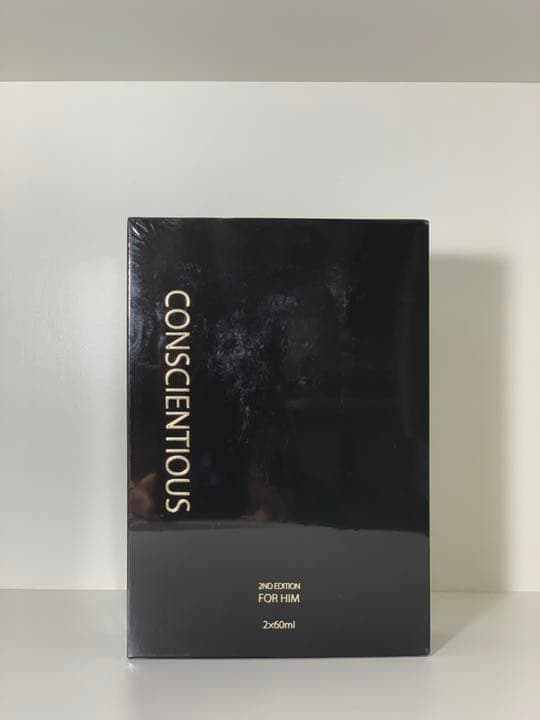 CONSCIENTIOUS
2ND EDITION
FOR HIM
2x60ml